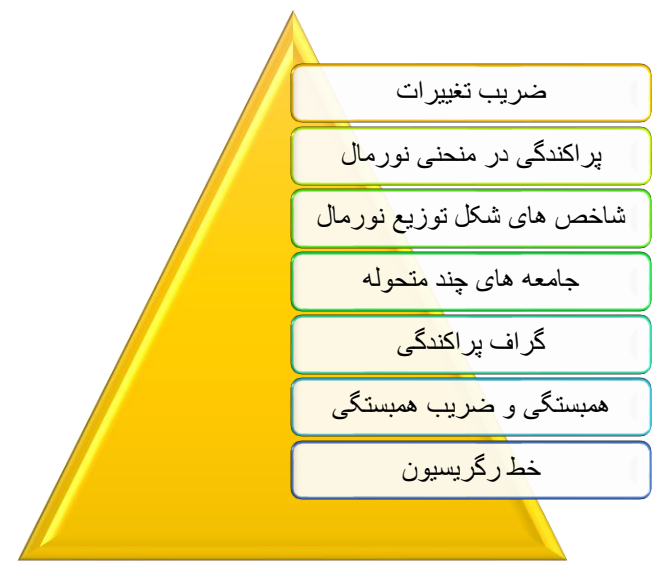 ضریب تغییرات
پراکندگی در منحنی نورمال
شاخص های شکل توزیع نورمال
جامعه های چند متحوله
گراف پراکندگی
همبستگی و ضریب همبستگی
خط رگریسیون